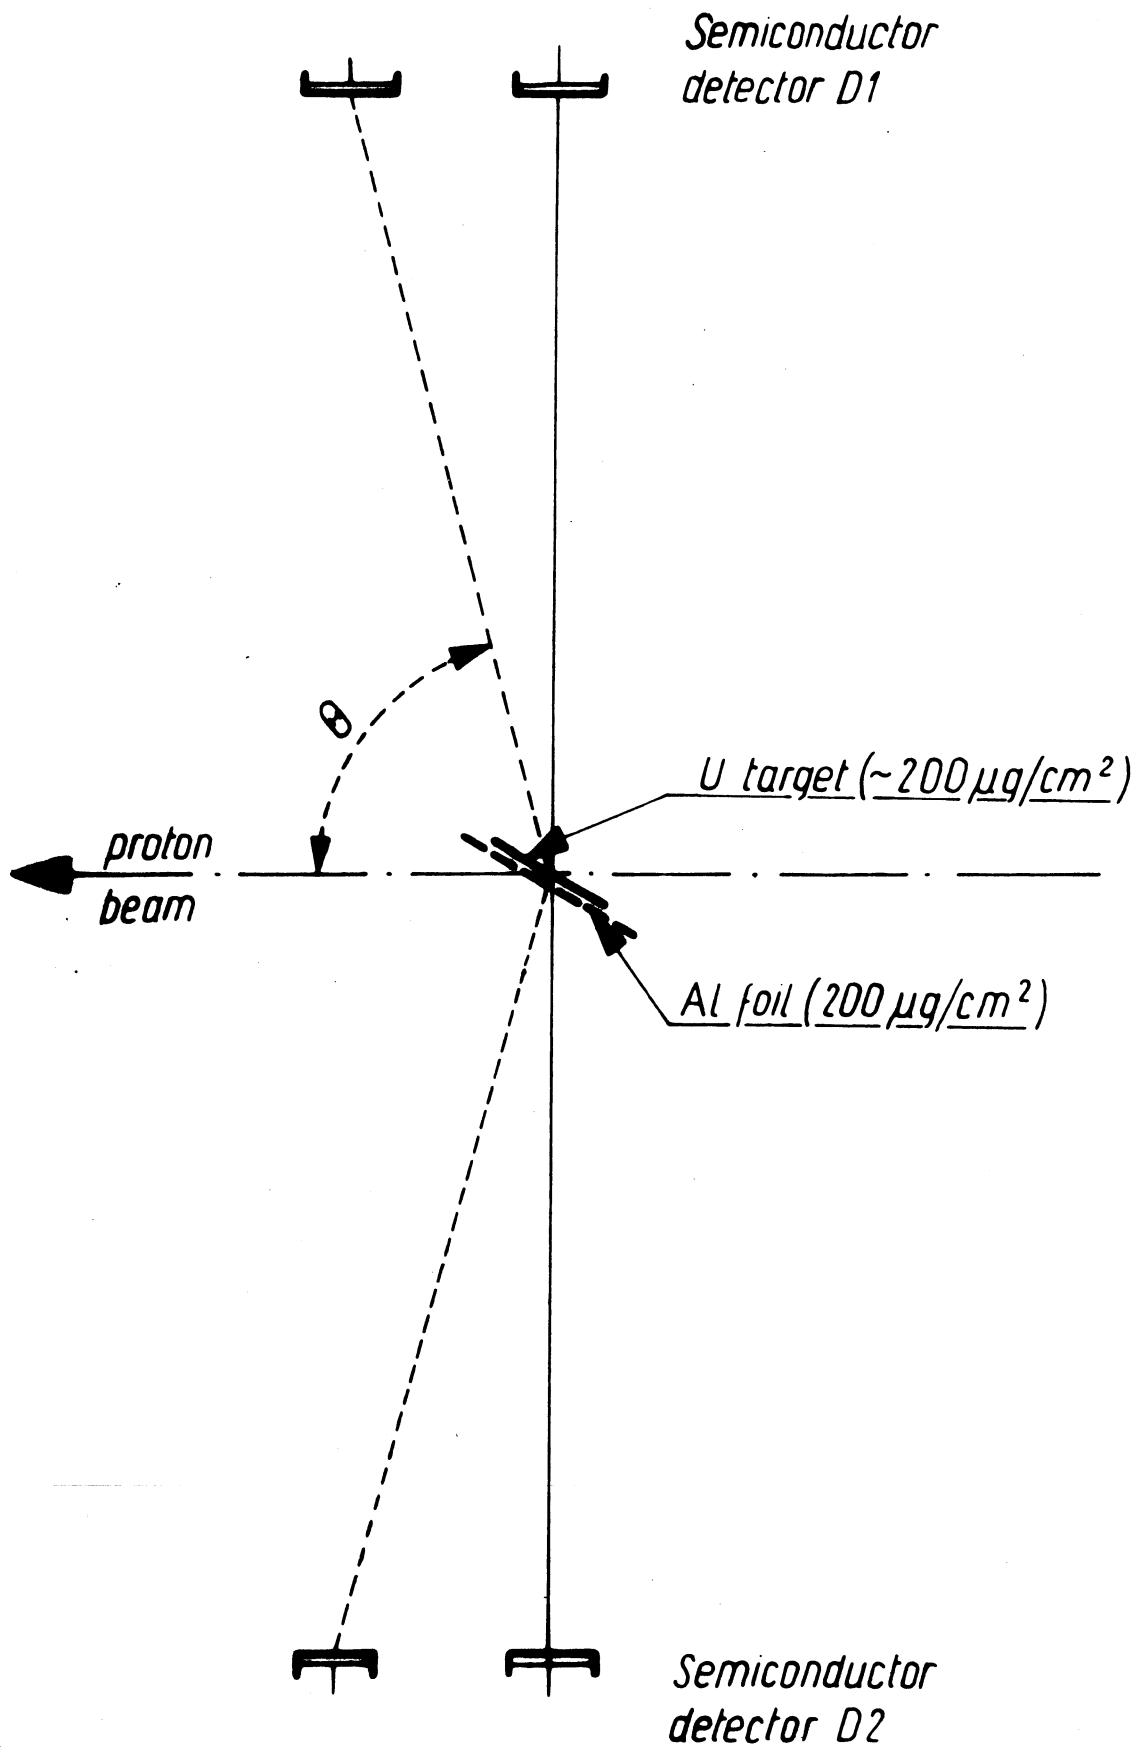 Semiconductor
detector D1
θ
U target (~200 μg/cm²)
proton
beam
Al foil (200 μg/cm²)
Semiconductor
detector D2